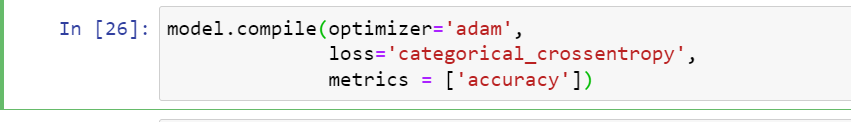 In [26]: model.compile(optimizer='adam',
loss='categorical_crossentropy',
metrics = ['accuracy'])